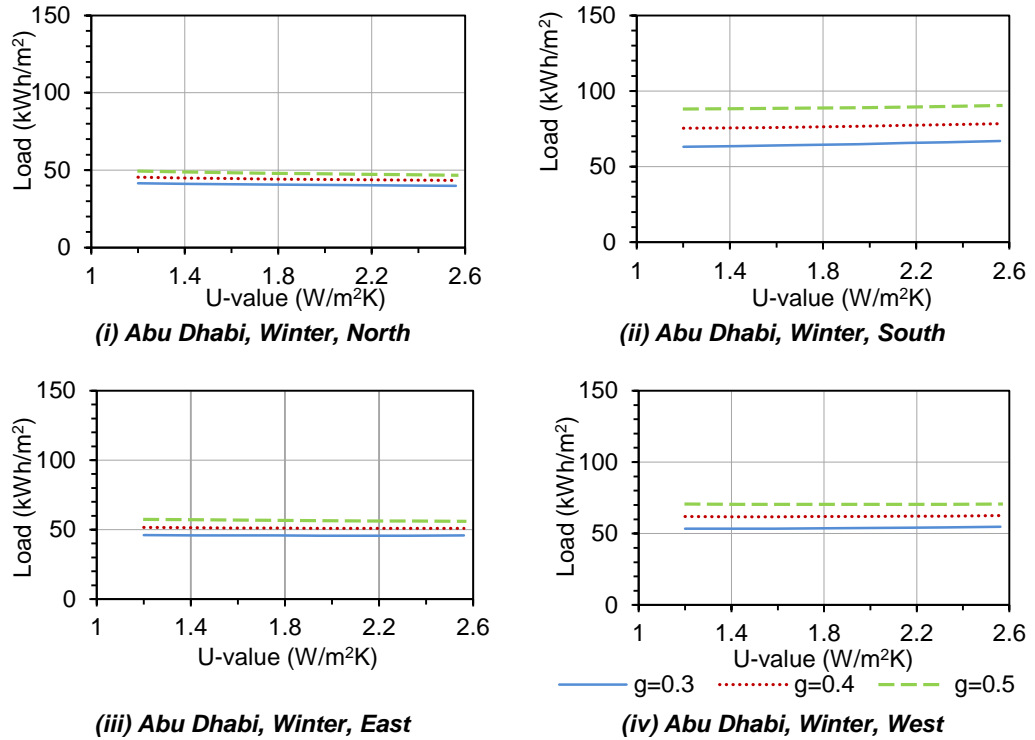 150
100
50
0
Load (kWh/m²)
1 1.4 1.8 2.2 2.6
U-value (W/m²K)
(i) Abu Dhabi, Winter, North
150
100
50
0
Load (kWh/m²)
1 1.4 1.8 2.2 2.6
U-value (W/m²K)
(ii) Abu Dhabi, Winter, South
150
100
50
0
Load (kWh/m²)
1 1.4 1.8 2.2 2.6
U-value (W/m²K)
(iii) Abu Dhabi, Winter, East
150
100
50
0
Load (kWh/m²)
1 1.4 1.8 2.2 2.6
U-value (W/m²K)
g=0.3 g=0.4 g=0.5
(iv) Abu Dhabi, Winter, West